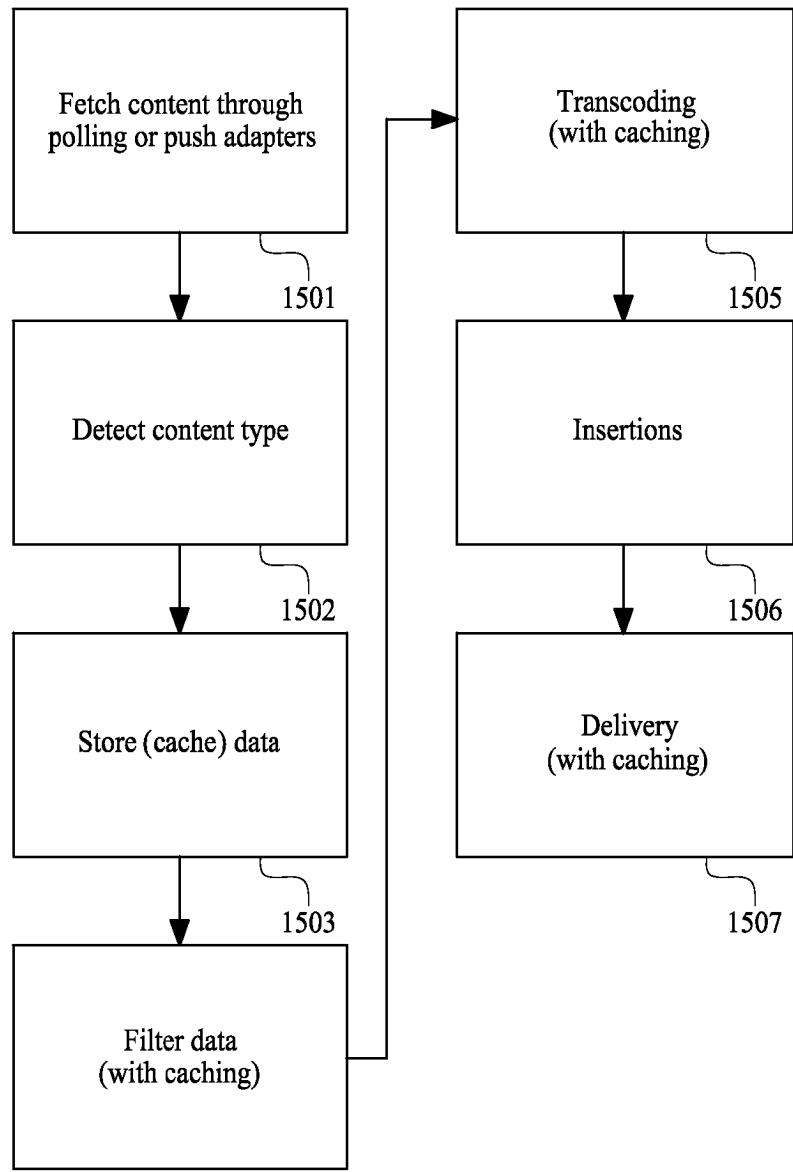 Fetch content through
polling or push adapters
1501
Detect content type
1502
Store (cache) data
1503
Filter data
(with caching)
Transcoding
(with caching)
1505
Insertions
1506
Delivery
(with caching)
1507